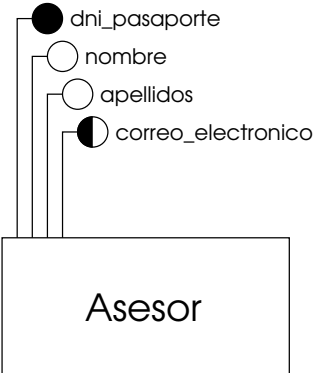 dni_pasaporte
nombre
apellidos
correo_electronico
Asesor